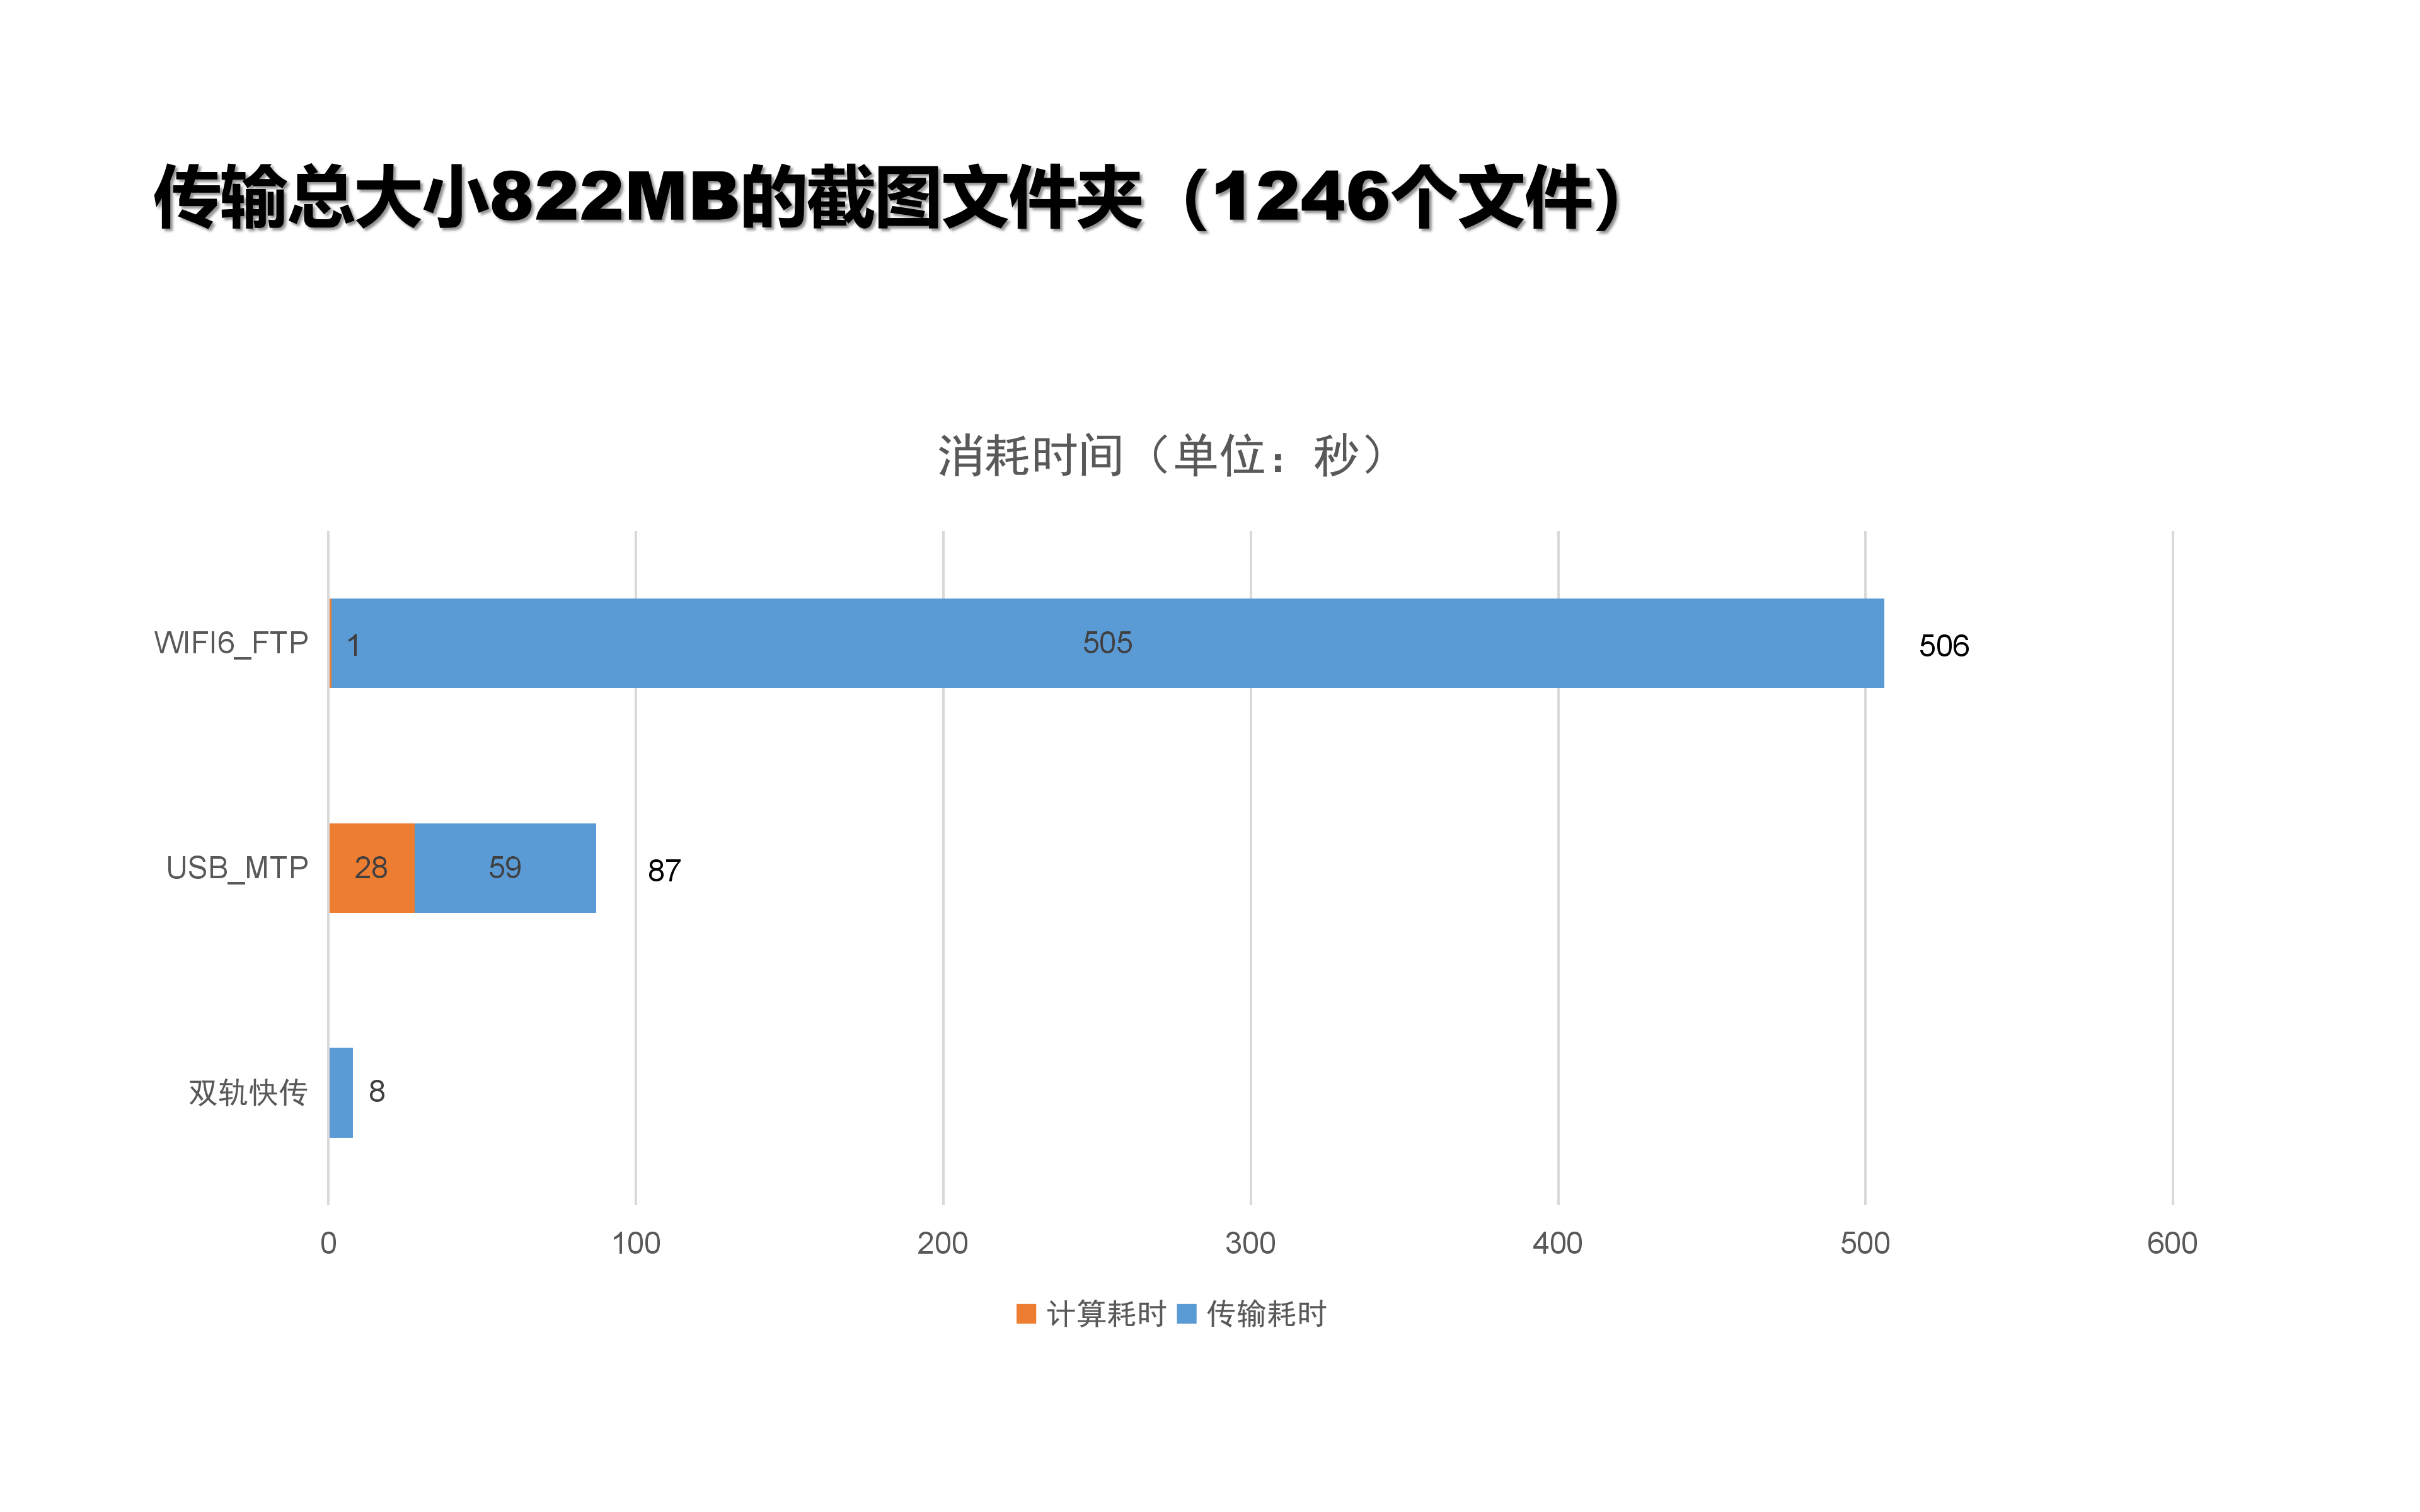 传输总大小822MB的截图文件夹（1246个文件）
消耗时间（单位：秒）
WIFI6_FTP 1 505 506
USB_MTP 28 59 87
双轨快传 8
0 100 200 300 400 500 600
计算耗时 传输耗时